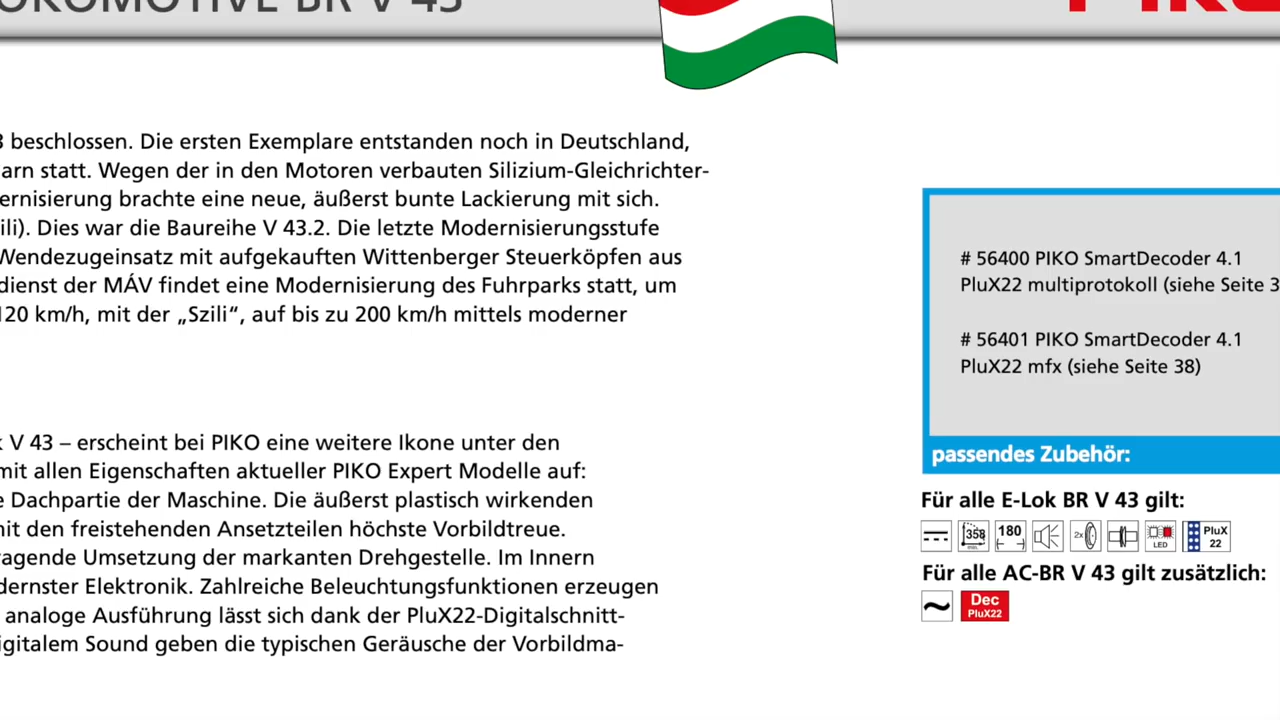 LOKOMOTIVE BR V 43
PIKO
beschlossen. Die ersten Exemplare entstanden noch in Deutschland,
arn statt. Wegen der in den Motoren verbauten Silizium-Gleichrichter-
ernisierung brachte eine neue, äußerst bunte Lackierung mit sich.
ili). Dies war die Baureihe V 43.2. Die letzte Modernisierungsstufe
Wendezugeinsatz mit aufgekauften Wittenberger Steuerköpfen aus
dienst der MÁV findet eine Modernisierung des Fuhrparks statt, um
120 km/h, mit der „Szili“, auf bis zu 200 km/h mittels moderner
V 43 – erscheint bei PIKO eine weitere Ikone unter den
mit allen Eigenschaften aktueller PIKO Expert Modelle auf:
e Dachpartie der Maschine. Die äußerst plastisch wirkenden
mit den freistehenden Ansetzteilen höchste Vorbildtreue.
ragende Umsetzung der markanten Drehgestelle. Im Innern
dernster Elektronik. Zahlreiche Beleuchtungsfunktionen erzeugen
analoge Ausführung lässt sich dank der PluX22-Digitalschnitt-
igitalem Sound geben die typischen Geräusche der Vorbildma-
# 56400 PIKO SmartDecoder 4.1
PluX22 multiprotokoll (siehe Seite 3
# 56401 PIKO SmartDecoder 4.1
PluX22 mfx (siehe Seite 38)
passendes Zubehör:
Für alle E-Lok BR V 43 gilt:
358 180 2x LED PluX 22
Für alle AC-BR V 43 gilt zusätzlich:
Dec
PluX22